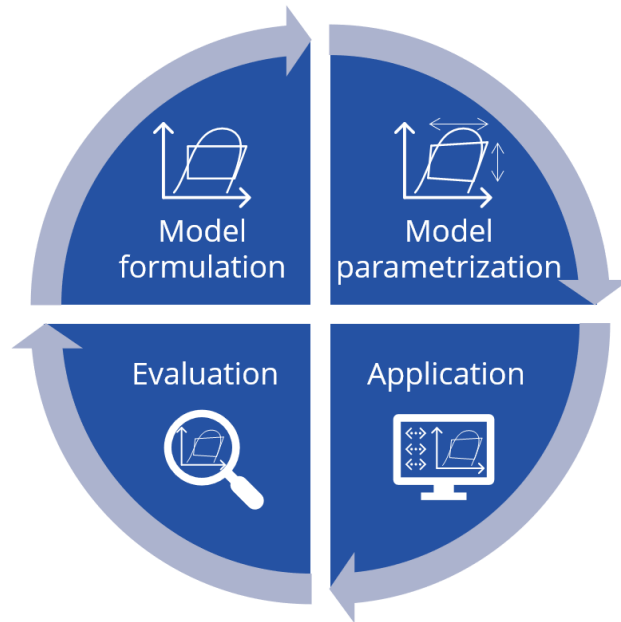 Model
formulation
Model
parametrization
Evaluation
Application